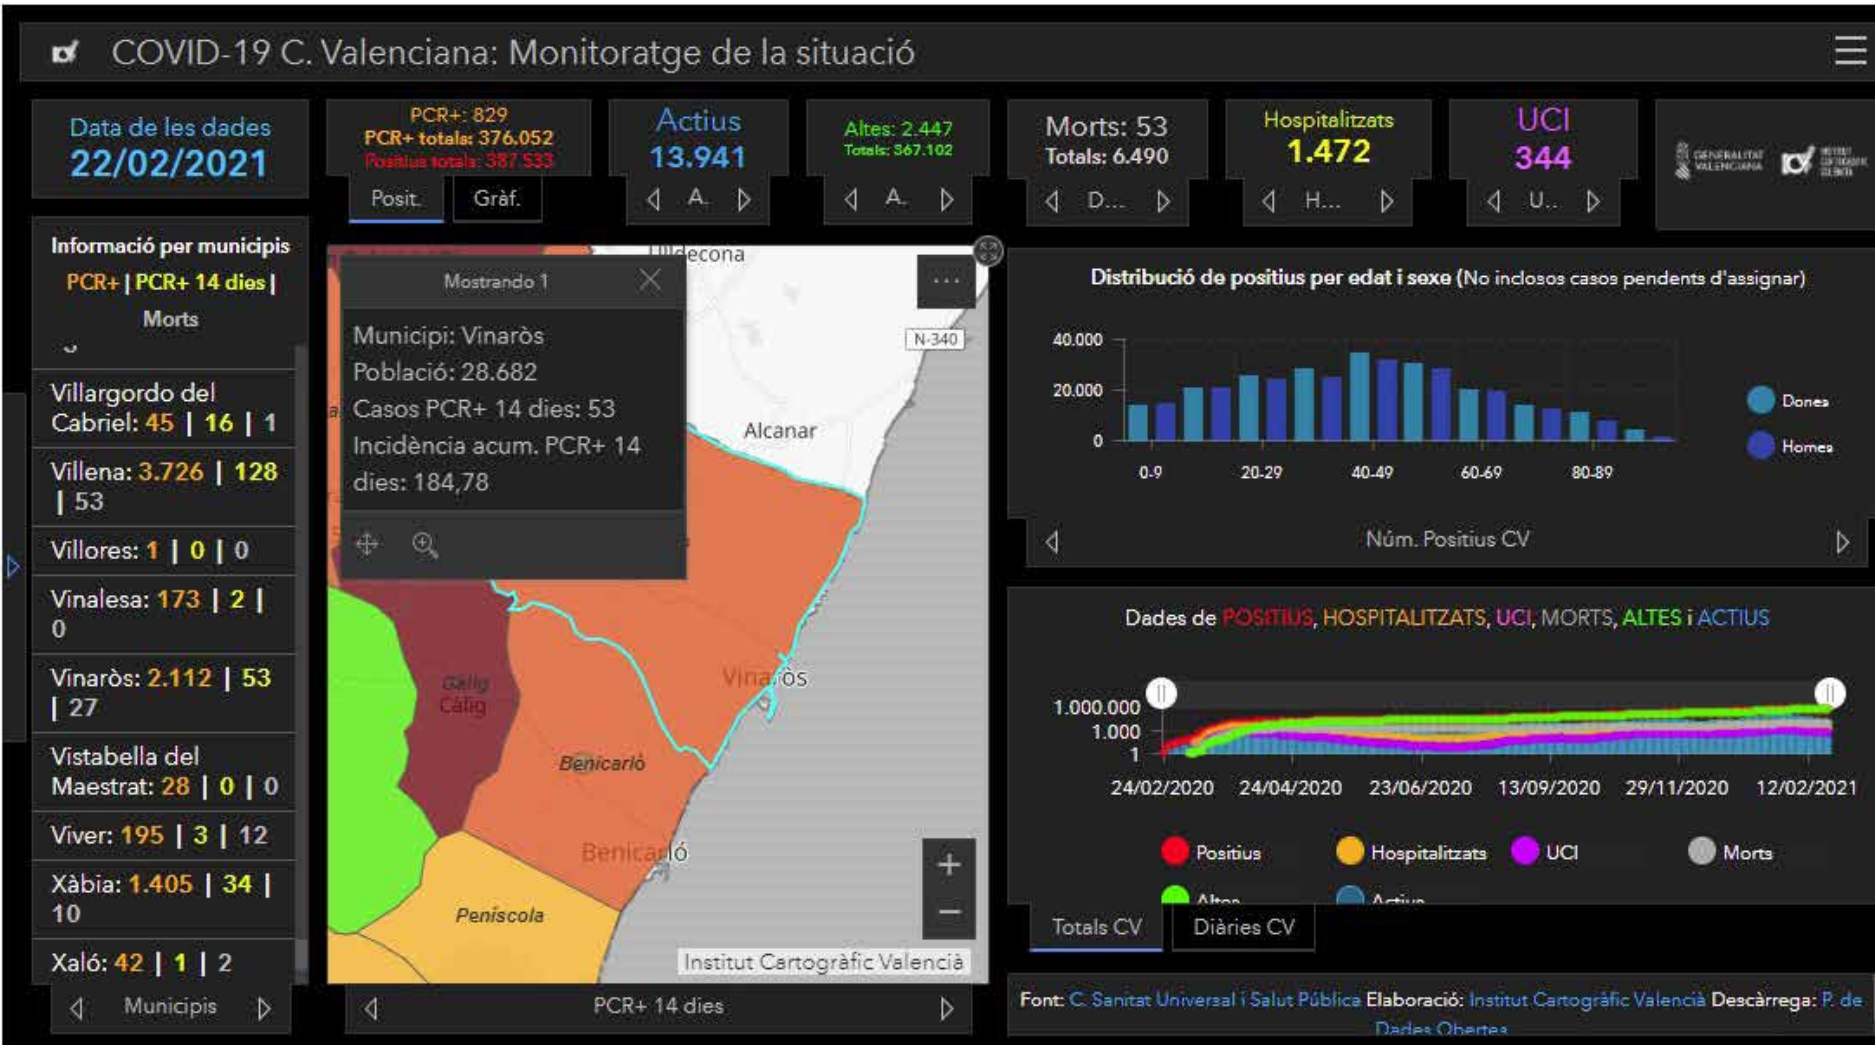 COVID-19 C. Valenciana: Monitoratge de la situació
Data de les dades
22/02/2021
PCR+: 829
PCR+ totals: 376.052
Positius totals: 387.533
Posit.
Gràf.
Actius
13.941
A.
Altes: 2.447
Totals: 367.102
A.
Morts: 53
Totals: 6.490
D...
Hospitalitzats
1.472
H...
UCI
344
U..
GENERALITAT
VALENCIANA
INSTITUT
CARTOGRÀFIC
VALENCIÀ
Informació per municipis
PCR+ | PCR+ 14 dies |
Morts
Villargordo del
Cabriel: 45 | 16 | 1
Villena: 3.726 | 128
| 53
Villores: 1 | 0 | 0
Vinalesa: 173 | 2 |
0
Vinaròs: 2.112 | 53
| 27
Vistabella del
Maestrat: 28 | 0 | 0
Viver: 195 | 3 | 12
Xàbia: 1.405 | 34 |
10
Xaló: 42 | 1 | 2
Municipis
Mostrando 1
Municipi: Vinaròs
Població: 28.682
Casos PCR+ 14 dies: 53
Incidència acum. PCR+ 14
dies: 184,78
...
N-340
Alcanar
Vinaròs
Càlig
Benicarló
Benicarló
Peníscola
+
−
Institut Cartogràfic Valencià
PCR+ 14 dies
Distribució de positius per edat i sexe (No inclosos casos pendents d'assignar)
40.000
20.000
0
0-9 20-29 40-49 60-69 80-89
Dones
Homes
Núm. Positius CV
Dades de POSITIUS, HOSPITALITZATS, UCI, MORTS, ALTES i ACTIUS
1.000.000
1.000
1
24/02/2020 24/04/2020 23/06/2020 13/09/2020 29/11/2020 12/02/2021
Positius Hospitalitzats UCI Morts
Altes Actius
Totals CV
Diàries CV
Font: C. Sanitat Universal i Salut Pública Elaboració: Institut Cartogràfic Valencià Descàrrega: P. de
Dades Obertes